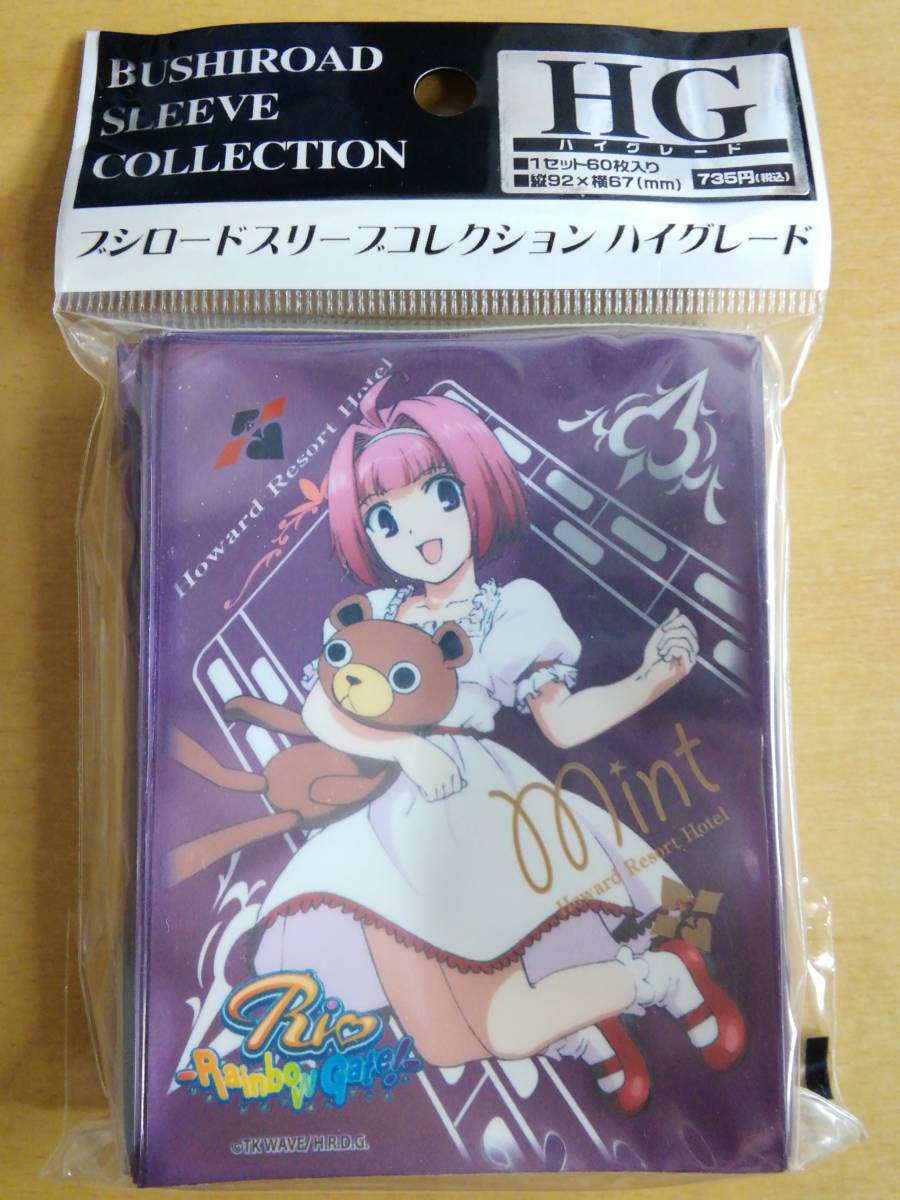 BUSHIROAD
SLEEVE
COLLECTION
HG
ハイグレード
■1セット60枚入り
■縦92×横67(mm)
735円(税込)
ブシロードスリーブコレクション ハイグレード
Howard Resort Hotel
Mint
Howard Resort Hotel
Rio
-Rainbow Gate!-
©TK WAVE/ H.R.D.G.